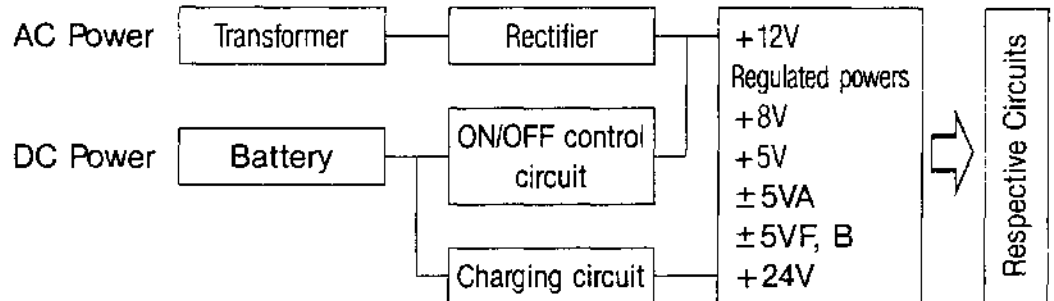 AC Power
Transformer
Rectifier
DC Power
Battery
ON/OFF control
circuit
Charging circuit
+12V
Regulated powers
+8V
+5V
±5VA
±5VF, B
+24V
Respective Circuits